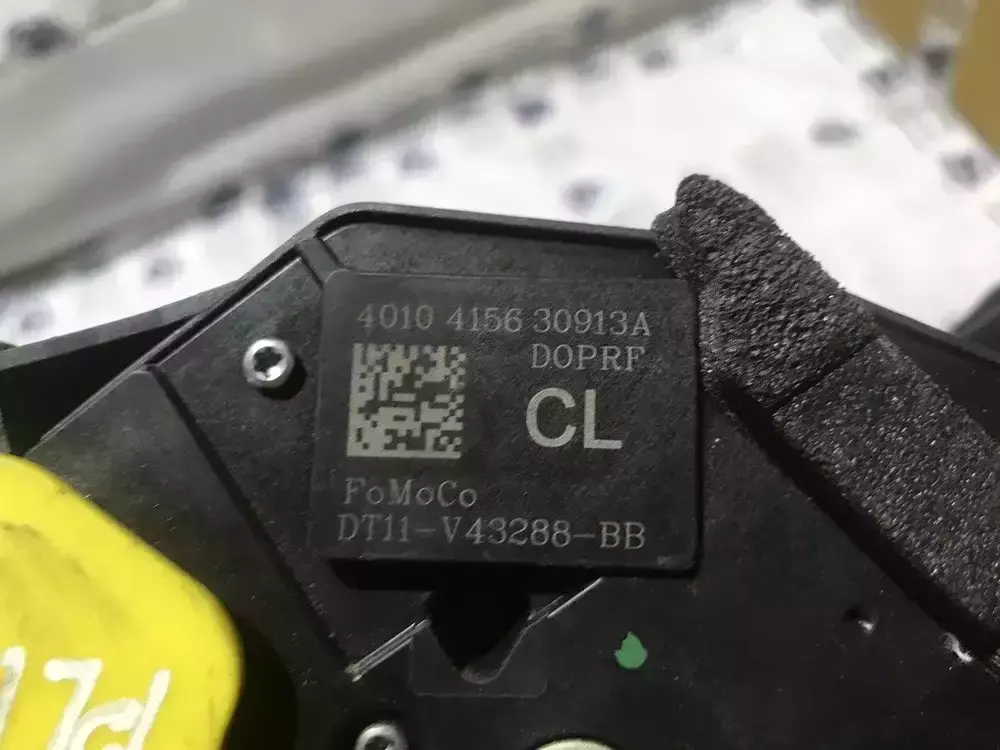 4010 4156 30913A
DOPRF
CL
FoMoCo
DT11-V43288-BB